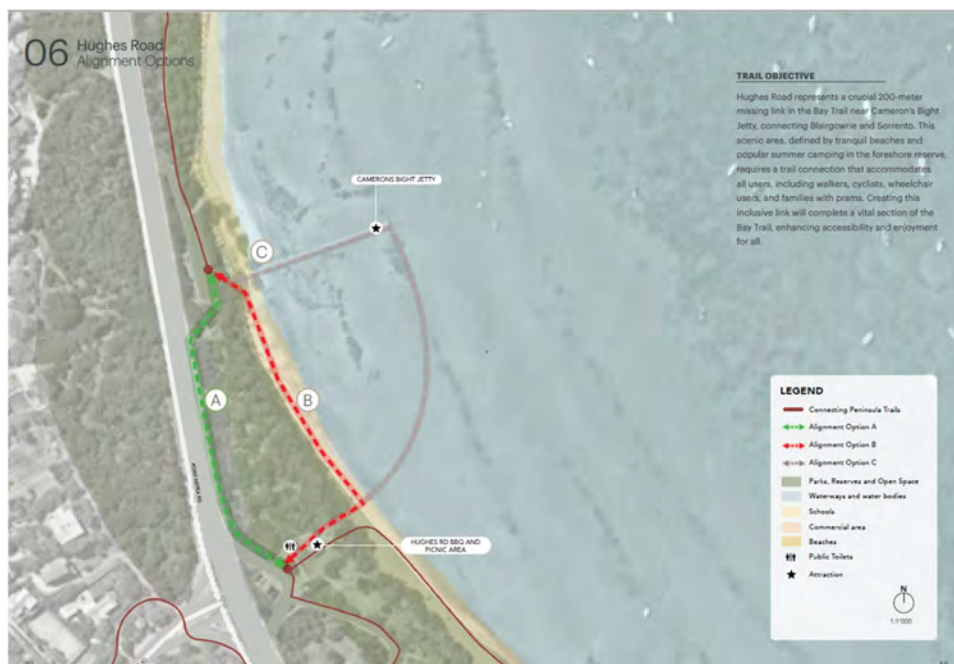 06 Hughes Road
Alignment Options
TRAIL OBJECTIVE
Hughes Road represents a crucial 200-meter
missing link in the Bay Trail near Cameron's Bight
Jetty, connecting Blairgowrie and Sorrento. This
scenic area, defined by tranquil beaches and
popular summer camping in the foreshore reserve,
requires a trail connection that accommodates
all users, including walkers, cyclists, wheelchair
users, and families with prams. Creating this
inclusive link will complete a vital section of the
Bay Trail, enhancing accessibility and enjoyment
for all.
CAMERONS BIGHT JETTY
C
A
B
HUGHES RD BBQ AND
PICNIC AREA
LEGEND
Connecting Peninsula Trails
Alignment Option A
Alignment Option B
Alignment Option C
Parks, Reserves and Open Space
Waterways and water bodies
Schools
Commercial area
Beaches
Public Toilets
Attraction
N
1:1'000